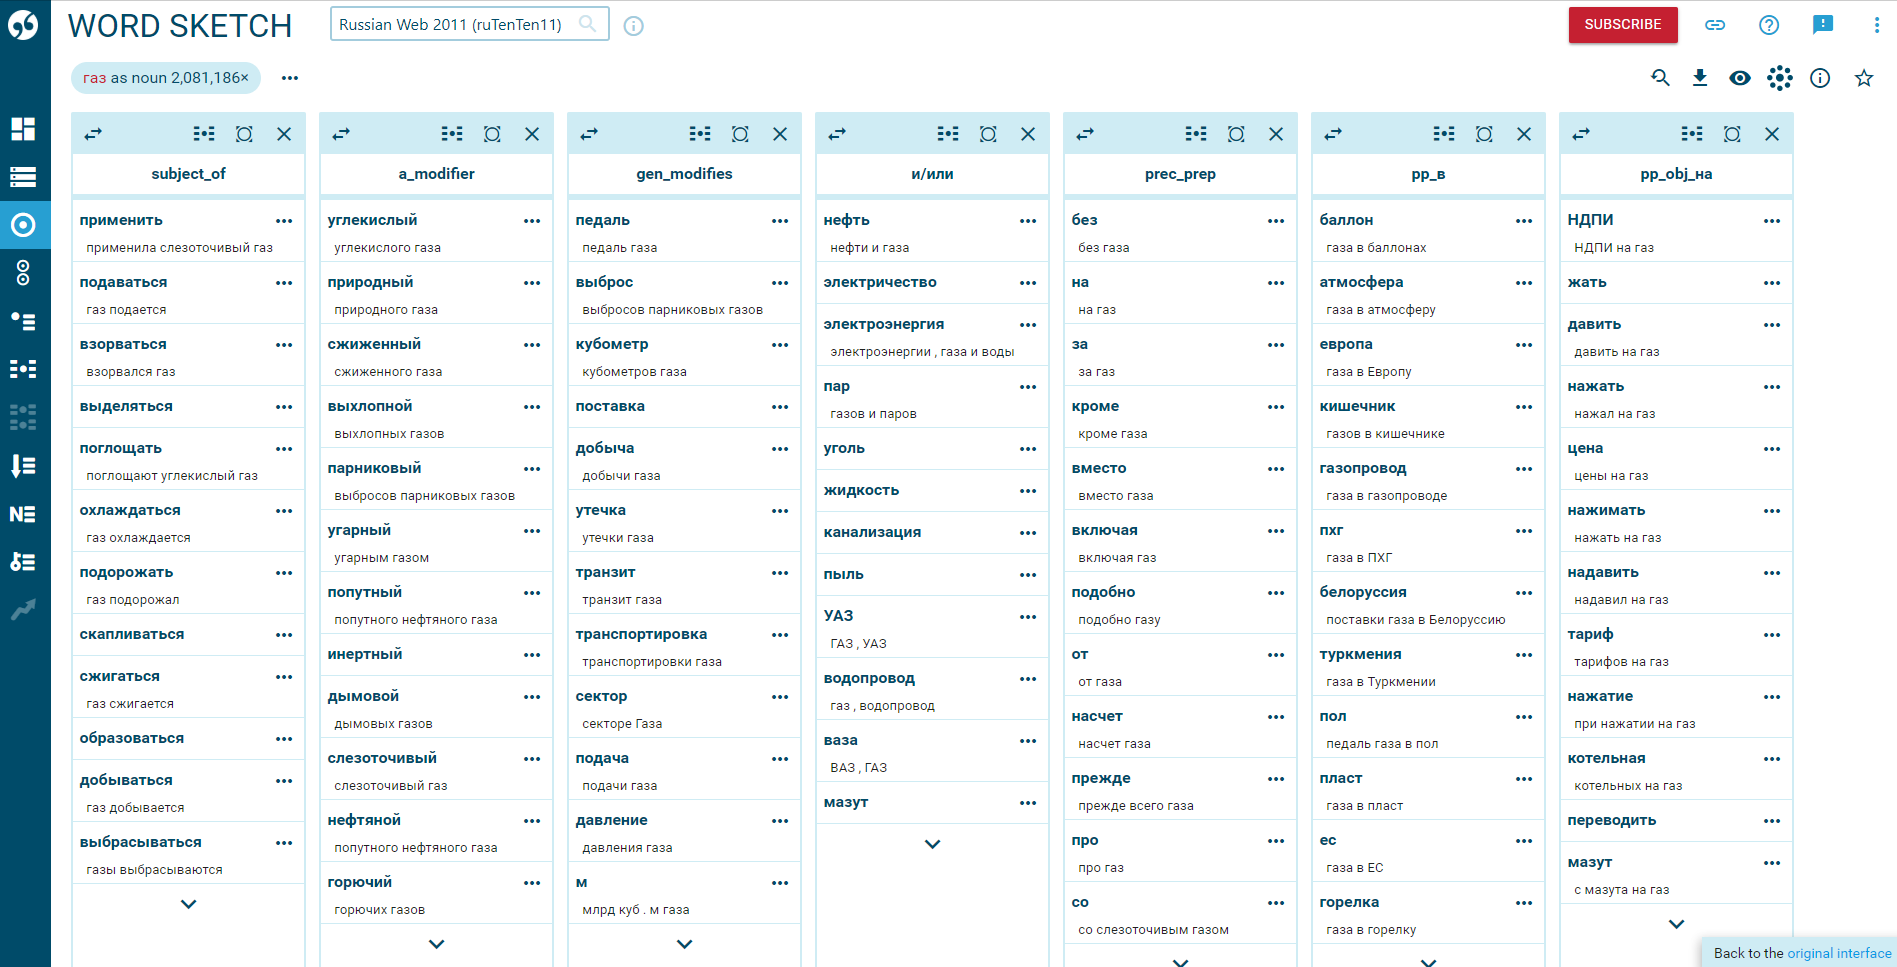 WORD SKETCH
Russian Web 2011 (ruTenTen11)
SUBSCRIBE
газ as noun 2,081,186×
subject_of
применить
применила слезоточивый газ
подаваться
газ подается
взорваться
взорвался газ
выделяться
поглощать
поглощают углекислый газ
охлаждаться
газ охлаждается
подорожать
газ подорожал
скапливаться
сжигаться
газ сжигается
образоваться
добываться
газ добывается
выбрасываться
газы выбрасываются
a_modifier
углекислый
углекислого газа
природный
природного газа
сжиженный
сжиженного газа
выхлопной
выхлопных газов
парниковый
выбросов парниковых газов
угарный
угарным газом
попутный
попутного нефтяного газа
инертный
дымовой
дымовых газов
слезоточивый
слезоточивый газ
нефтяной
попутного нефтяного газа
горючий
горючих газов
gen_modifies
педаль
педаль газа
выброс
выбросов парниковых газов
кубометр
кубометров газа
поставка
добыча
добычи газа
утечка
утечки газа
транзит
транзит газа
транспортировка
транспортировки газа
сектор
секторе Газа
подача
подачи газа
давление
давления газа
м
млрд куб . м газа
и/или
нефть
нефти и газа
электричество
электроэнергия
электроэнергии , газа и воды
пар
газов и паров
уголь
жидкость
канализация
пыль
УАЗ
ГАЗ , УАЗ
водопровод
газ , водопровод
ваза
ВАЗ , ГАЗ
мазут
prec_prep
без
без газа
на
на газ
за
за газ
кроме
кроме газа
вместо
вместо газа
включая
включая газ
подобно
подобно газу
от
от газа
насчет
насчет газа
прежде
прежде всего газа
про
про газ
со
со слезоточивым газом
pp_в
баллон
газа в баллонах
атмосфера
газа в атмосферу
европа
газа в Европу
кишечник
газов в кишечнике
газопровод
газа в газопроводе
пхг
газа в ПХГ
белоруссия
поставки газа в Белоруссию
туркмения
газа в Туркмении
пол
педаль газа в пол
пласт
газа в пласт
ес
газа в ЕС
горелка
газа в горелку
pp_obj_на
НДПИ
НДПИ на газ
жать
давить
давить на газ
нажать
нажал на газ
цена
цены на газ
нажимать
нажать на газ
надавить
надавил на газ
тариф
тарифов на газ
нажатие
при нажатии на газ
котельная
котельных на газ
переводить
мазут
с мазута на газ
Back to the original interface